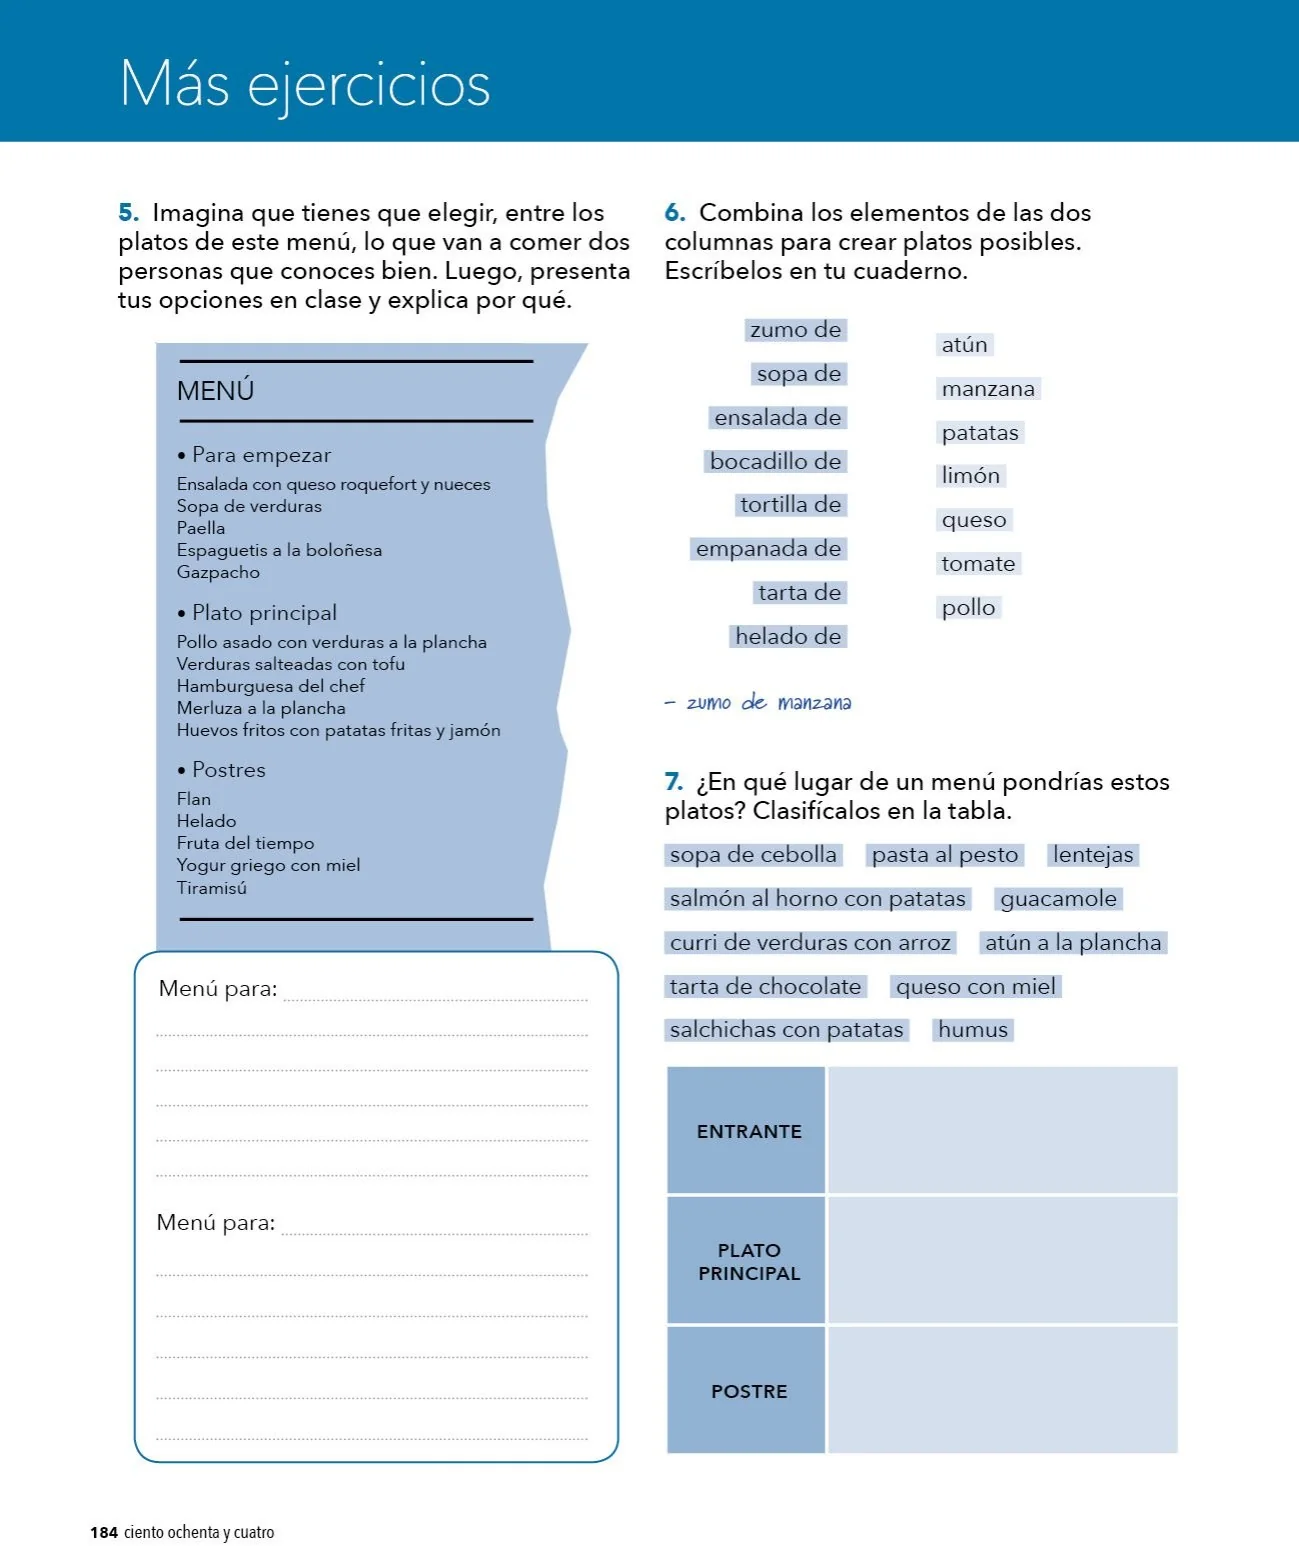 Más ejercicios
5. Imagina que tienes que elegir, entre los
platos de este menú, lo que van a comer dos
personas que conoces bien. Luego, presenta
tus opciones en clase y explica por qué.
MENÚ
• Para empezar
Ensalada con queso roquefort y nueces
Sopa de verduras
Paella
Espaguetis a la boloñesa
Gazpacho
• Plato principal
Pollo asado con verduras a la plancha
Verduras salteadas con tofu
Hamburguesa del chef
Merluza a la plancha
Huevos fritos con patatas fritas y jamón
• Postres
Flan
Helado
Fruta del tiempo
Yogur griego con miel
Tiramisú
Menú para:
Menú para:
6. Combina los elementos de las dos
columnas para crear platos posibles.
Escríbelos en tu cuaderno.
zumo de
sopa de
ensalada de
bocadillo de
tortilla de
empanada de
tarta de
helado de
atún
manzana
patatas
limón
queso
tomate
pollo
– zumo de manzana
7. ¿En qué lugar de un menú pondrías estos
platos? Clasifícalos en la tabla.
sopa de cebolla pasta al pesto lentejas
salmón al horno con patatas guacamole
curri de verduras con arroz atún a la plancha
tarta de chocolate queso con miel
salchichas con patatas humus
ENTRANTE
PLATO
PRINCIPAL
POSTRE
184 ciento ochenta y cuatro